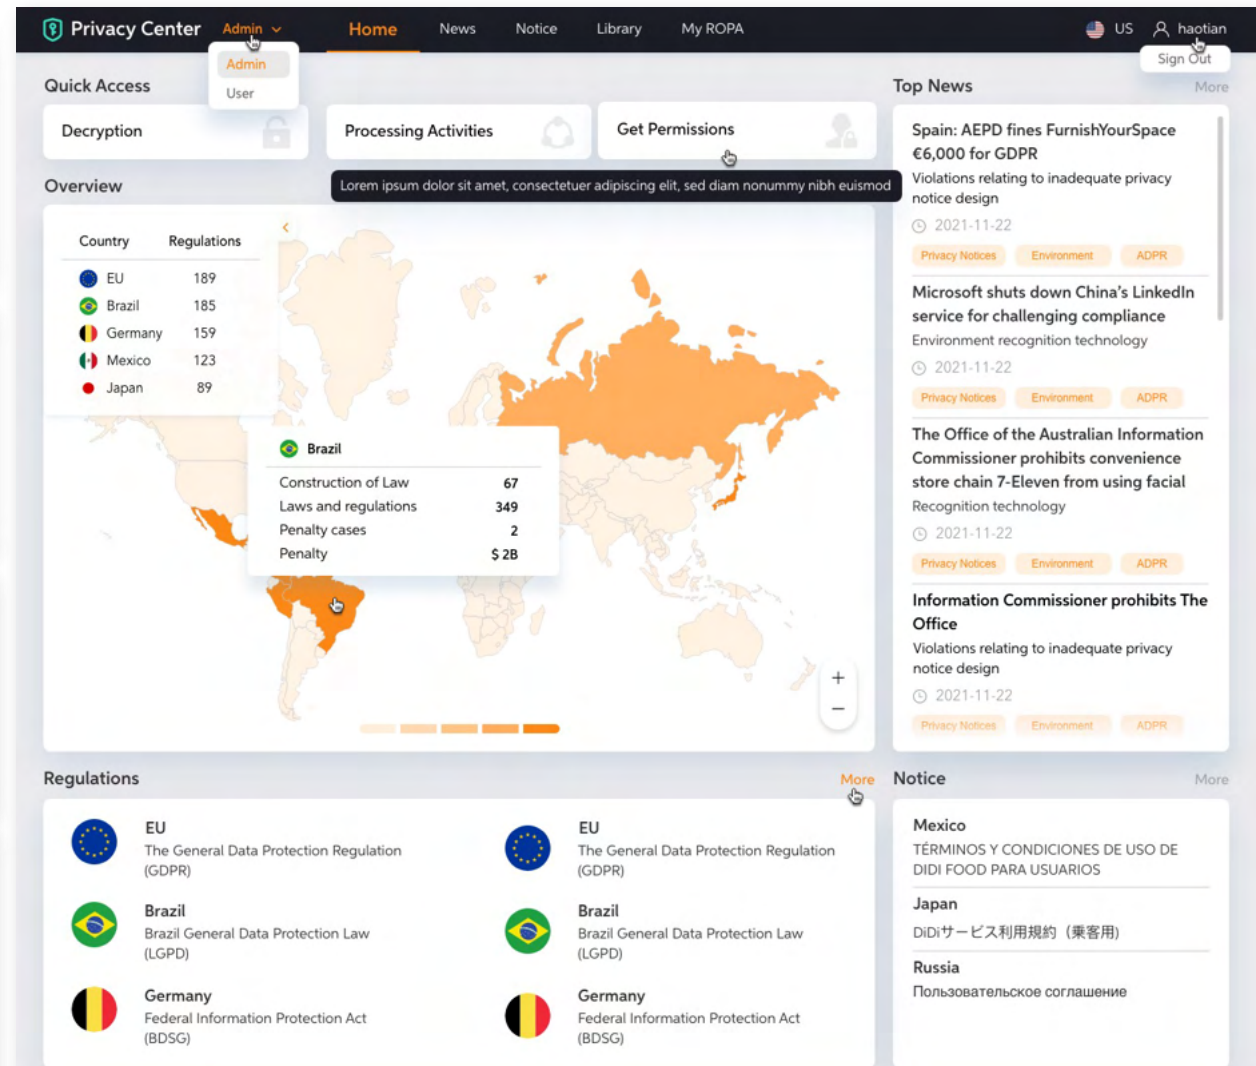 Privacy Center
Admin
Home
News
Notice
Library
My ROPA
US
haotian
Admin
User
Sign Out
Quick Access
Decryption
Processing Activities
Get Permissions
Lorem ipsum dolor sit amet, consectetuer adipiscing elit, sed diam nonummy nibh euismod
Overview
Country Regulations
EU 189
Brazil 185
Germany 159
Mexico 123
Japan 89
Brazil
Construction of Law 67
Laws and regulations 349
Penalty cases 2
Penalty $ 2B
+
−
Top News
More
Spain: AEPD fines FurnishYourSpace
€6,000 for GDPR
Violations relating to inadequate privacy
notice design
2021-11-22
Privacy Notices Environment ADPR
Microsoft shuts down China’s LinkedIn
service for challenging compliance
Environment recognition technology
2021-11-22
Privacy Notices Environment ADPR
The Office of the Australian Information
Commissioner prohibits convenience
store chain 7-Eleven from using facial
Recognition technology
2021-11-22
Privacy Notices Environment ADPR
Information Commissioner prohibits The
Office
Violations relating to inadequate privacy
notice design
2021-11-22
Privacy Notices Environment ADPR
Regulations
More
EU
The General Data Protection Regulation
(GDPR)
Brazil
Brazil General Data Protection Law
(LGPD)
Germany
Federal Information Protection Act
(BDSG)
EU
The General Data Protection Regulation
(GDPR)
Brazil
Brazil General Data Protection Law
(LGPD)
Germany
Federal Information Protection Act
(BDSG)
Notice
More
Mexico
TÉRMINOS Y CONDICIONES DE USO DE
DIDI FOOD PARA USUARIOS
Japan
DiDiサービス利用規約（乗客用)
Russia
Пользовательское соглашение